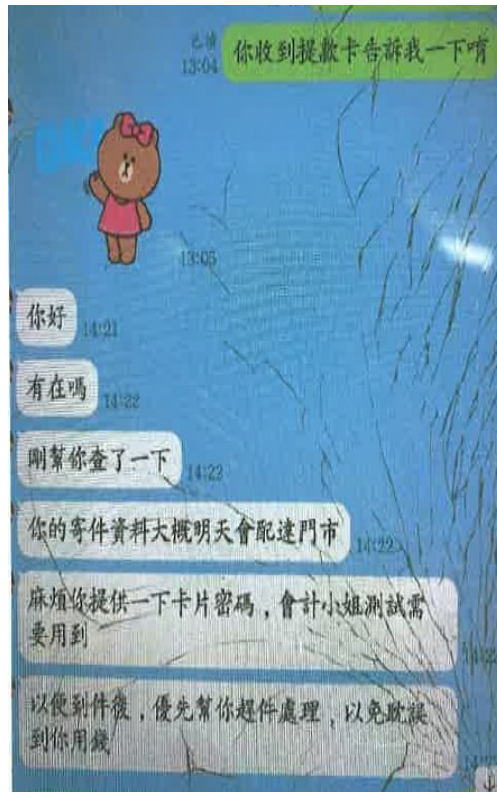 已讀
13:04
你收到提款卡告訴我一下唷
OK!
13:05
你好
14:21
有在嗎
14:22
剛幫你查了一下
14:22
你的寄件資料大概明天會配達門市
14:22
麻煩你提供一下卡片密碼，會計小姐測試需
要用到
以便到件後，優先幫你趕件處理，以免耽誤
到你用錢